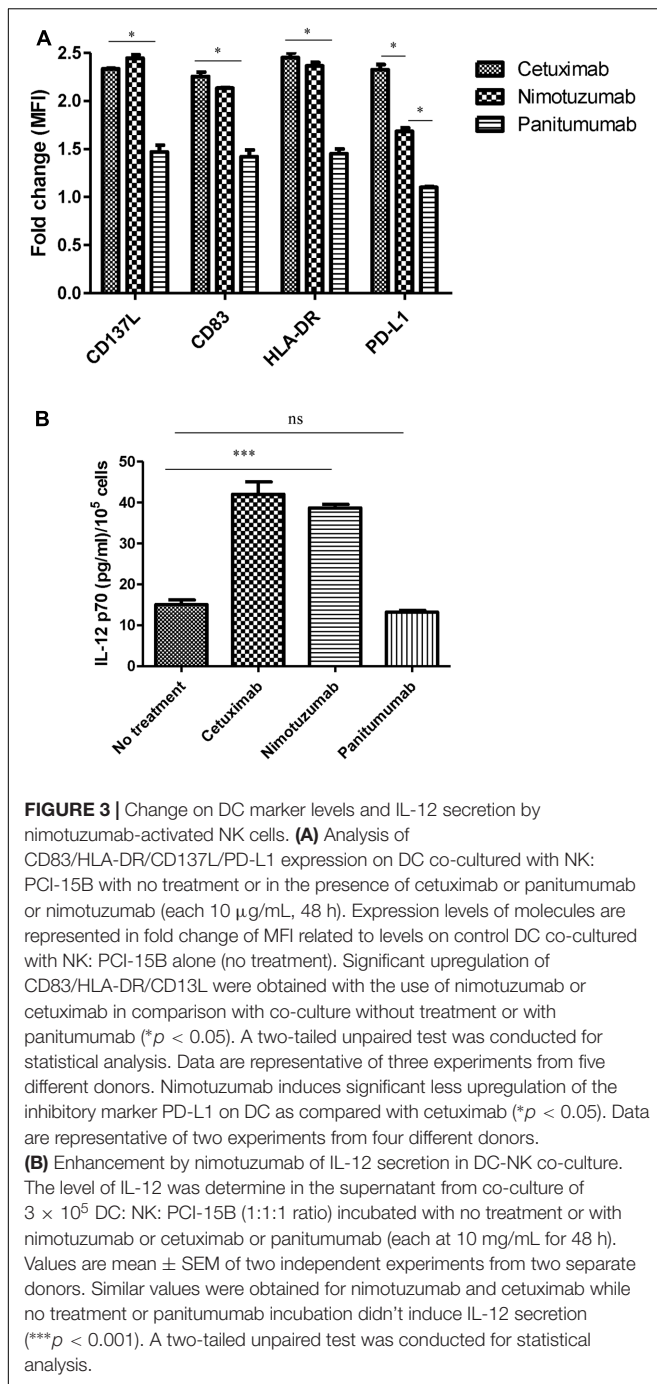 A
*
*
*
*
*
2.5
2.0
1.5
1.0
0.5
0.0
Fold change (MFI)
CD137L
CD83
HLA-DR
PD-L1
Cetuximab
Nimotuzumab
Panitumumab
B
ns
***
50
40
30
20
10
0
IL-12 p70 (pg/ml)/10⁵ cells
No treatment
Cetuximab
Nimotuzumab
Panitumumab
FIGURE 3 | Change on DC marker levels and IL-12 secretion by
nimotuzumab-activated NK cells. (A) Analysis of
CD83/HLA-DR/CD137L/PD-L1 expression on DC co-cultured with NK:
PCI-15B with no treatment or in the presence of cetuximab or panitumumab
or nimotuzumab (each 10 μg/mL, 48 h). Expression levels of molecules are
represented in fold change of MFI related to levels on control DC co-cultured
with NK: PCI-15B alone (no treatment). Significant upregulation of
CD83/HLA-DR/CD13L were obtained with the use of nimotuzumab or
cetuximab in comparison with co-culture without treatment or with
panitumumab (*p < 0.05). A two-tailed unpaired test was conducted for
statistical analysis. Data are representative of three experiments from five
different donors. Nimotuzumab induces significant less upregulation of the
inhibitory marker PD-L1 on DC as compared with cetuximab (*p < 0.05). Data
are representative of two experiments from four different donors.
(B) Enhancement by nimotuzumab of IL-12 secretion in DC-NK co-culture.
The level of IL-12 was determine in the supernatant from co-culture of
3 × 10⁵ DC: NK: PCI-15B (1:1:1 ratio) incubated with no treatment or with
nimotuzumab or cetuximab or panitumumab (each at 10 mg/mL for 48 h).
Values are mean ± SEM of two independent experiments from two separate
donors. Similar values were obtained for nimotuzumab and cetuximab while
no treatment or panitumumab incubation didn't induce IL-12 secretion
(***p < 0.001). A two-tailed unpaired test was conducted for statistical
analysis.